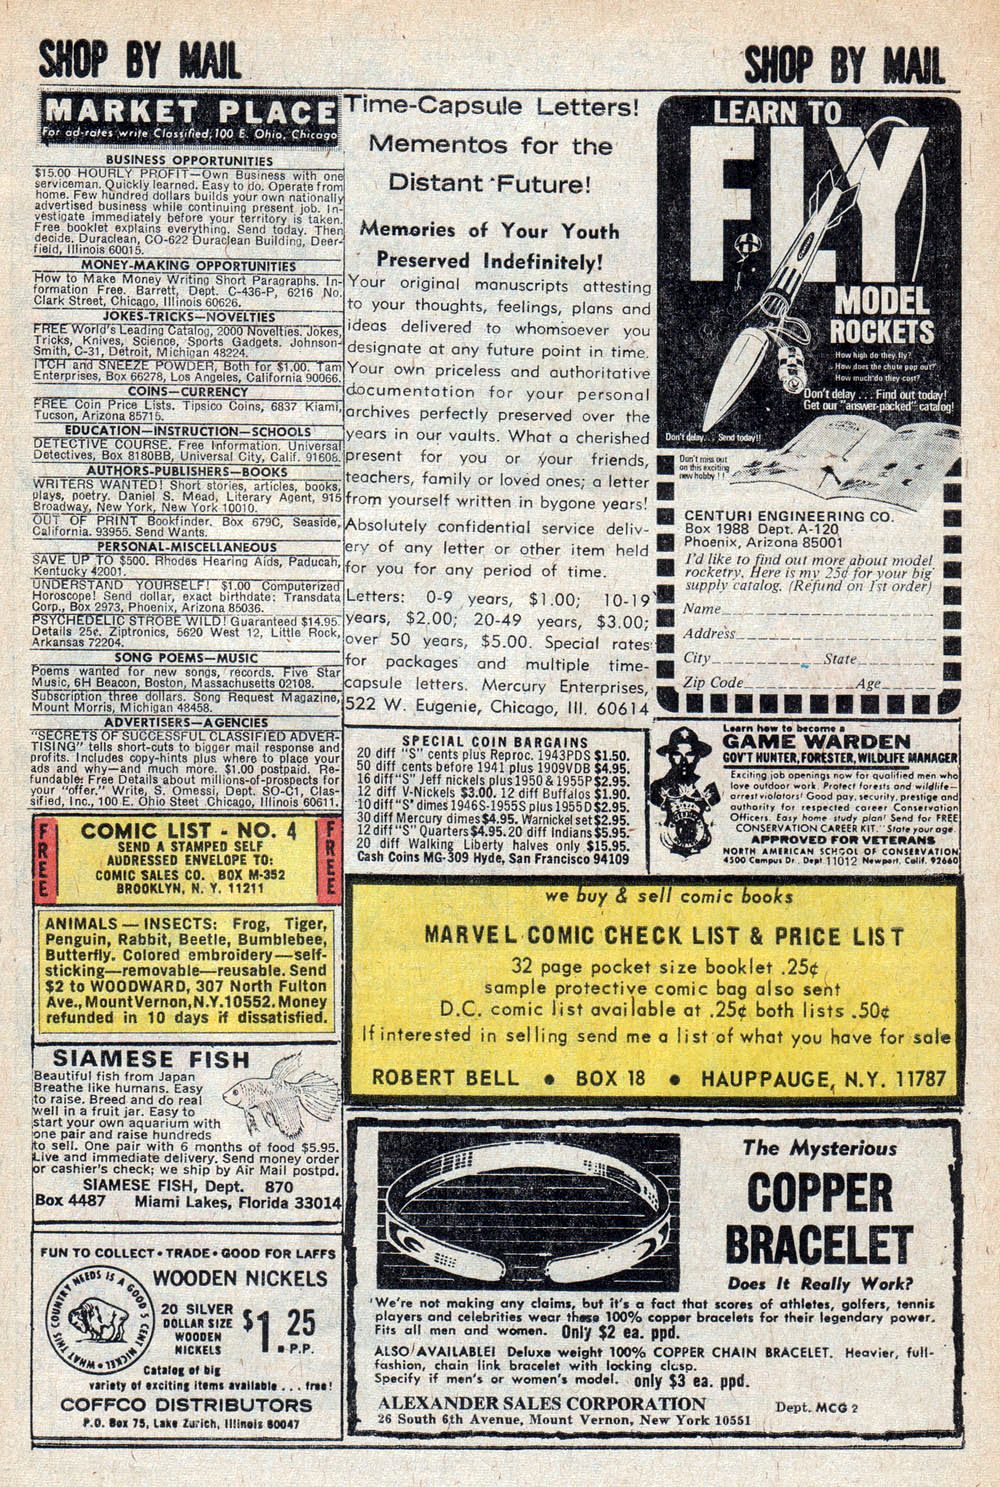 SHOP BY MAIL
SHOP BY MAIL
MARKET PLACE
For ad-rates write Classified, 100 E. Ohio, Chicago
BUSINESS OPPORTUNITIES
$15.00 HOURLY PROFIT—Own Business with one
serviceman. Quickly learned. Easy to do. Operate from
home. Few hundred dollars builds your own nationally
advertised business while continuing present job. In-
vestigate immediately before your territory is taken.
Free booklet explains everything. Send today. Then
decide. Duraclean, CO-622 Duraclean Building, Deer-
field, Illinois 60015.
MONEY-MAKING OPPORTUNITIES
How to Make Money Writing Short Paragraphs. In-
formation Free. Barrett, Dept. C-436-P, 6216 No.
Clark Street, Chicago, Illinois 60626.
JOKES-TRICKS—NOVELTIES
FREE World's Leading Catalog, 2000 Novelties. Jokes,
Tricks, Knives, Science, Sports Gadgets. Johnson-
Smith, C-31, Detroit, Michigan 48224.
ITCH and SNEEZE POWDER, Both for $1.00. Tam
Enterprises, Box 66278, Los Angeles, California 90066.
COINS—CURRENCY
FREE Coin Price Lists. Tipsico Coins, 6837 Kiami,
Tucson, Arizona 85715.
EDUCATION—INSTRUCTION—SCHOOLS
DETECTIVE COURSE. Free Information. Universal
Detectives, Box 8180BB, Universal City, Calif. 91608.
AUTHORS-PUBLISHERS—BOOKS
WRITERS WANTED! Short stories, articles, books,
plays, poetry. Daniel S. Mead, Literary Agent, 915
Broadway, New York, New York 10010.
OUT OF PRINT Bookfinder. Box 679C, Seaside,
California. 93955. Send Wants.
PERSONAL-MISCELLANEOUS
SAVE UP TO $500. Rhodes Hearing Aids, Paducah,
Kentucky 42001.
UNDERSTAND YOURSELF! $1.00 Computerized
Horoscope! Send dollar, exact birthdate: Transdata
Corp., Box 2973, Phoenix, Arizona 85036.
PSYCHEDELIC STROBE WILD! Guaranteed $14.95.
Details 25¢. Ziptronics, 5620 West 12, Little Rock,
Arkansas 72204.
SONG POEMS—MUSIC
Poems wanted for new songs, records. Five Star
Music, 6H Beacon, Boston, Massachusetts 02108.
Subscription three dollars. Song Request Magazine,
Mount Morris, Michigan 48458.
ADVERTISERS—AGENCIES
"SECRETS OF SUCCESSFUL CLASSIFIED ADVER-
TISING" tells short-cuts to bigger mail response and
profits. Includes copy-hints plus where to place your
ads and why—and much more. $1.00 postpaid. Re-
fundable! Free Details about millions-of-prospects for
your "offer." Write, S. Omessi, Dept. SO-C1, Clas-
sified, Inc., 100 E. Ohio Steet Chicago, Illinois 60611.
FREE
COMIC LIST - NO. 4
SEND A STAMPED SELF
ADDRESSED ENVELOPE TO:
COMIC SALES CO. BOX M-352
BROOKLYN, N. Y. 11211
FREE
ANIMALS — INSECTS: Frog, Tiger,
Penguin, Rabbit, Beetle, Bumblebee,
Butterfly. Colored embroidery—self-
sticking—removable—reusable. Send
$2 to WOODWARD, 307 North Fulton
Ave., Mount Vernon, N.Y. 10552. Money
refunded in 10 days if dissatisfied.
SIAMESE FISH
Beautiful fish from Japan
Breathe like humans. Easy
to raise. Breed and do real
well in a fruit jar. Easy to
start your own aquarium with
one pair and raise hundreds
to sell. One pair with 6 months of food $5.95.
Live and immediate delivery. Send money order
or cashier's check; we ship by Air Mail postpd.
SIAMESE FISH, Dept. 870
Box 4487 Miami Lakes, Florida 33014
FUN TO COLLECT • TRADE • GOOD FOR LAFFS
WHAT THIS COUNTRY NEEDS IS A GOOD 5 CENT NICKEL
WOODEN NICKELS
20 SILVER
DOLLAR SIZE
WOODEN
NICKELS
$1.25
P.P.
Catalog of big
variety of exciting items available . . . free!
COFFCO DISTRIBUTORS
P.O. Box 75, Lake Zurich, Illinois 60047
Time-Capsule Letters!
Mementos for the
Distant Future!
Memories of Your Youth
Preserved Indefinitely!
Your original manuscripts attesting
to your thoughts, feelings, plans and
ideas delivered to whomsoever you
designate at any future point in time.
Your own priceless and authoritative
documentation for your personal
archives perfectly preserved over the
years in our vaults. What a cherished
present for you or your friends,
teachers, family or loved ones; a letter
from yourself written in bygone years!
Absolutely confidential service deliv-
ery of any letter or other item held
for you for any period of time.
Letters: 0-9 years, $1.00; 10-19
years, $2.00; 20-49 years, $3.00;
over 50 years, $5.00. Special rates
for packages and multiple time-
capsule letters. Mercury Enterprises,
522 W. Eugenie, Chicago, Ill. 60614
LEARN TO
FLY
MODEL
ROCKETS
How high do they fly?
How does the chute pop out?
How much do they cost?
Don't delay . . . Find out today!
Get our "answer-packed" catalog!
Don't delay . . . Send today!!
Don't miss out
on this exciting
new hobby !!
CENTURI ENGINEERING CO.
Box 1988 Dept. A-120
Phoenix, Arizona 85001
I'd like to find out more about model
rocketry. Here is my 25¢ for your big
supply catalog. (Refund on 1st order)
Name
Address
City State
Zip Code Age
SPECIAL COIN BARGAINS
20 diff "S" cents plus Reproc. 1943PDS $1.50.
50 diff cents before 1941 plus 1909VDB $4.95.
16 diff "S" Jeff nickels plus 1950 & 1955P $2.95.
12 diff V-Nickels $3.00. 12 diff Buffalos $1.90.
10 diff "S" dimes 1946S-1955S plus 1955D $2.95.
30 diff Mercury dimes $4.95. Warnickel set $2.95.
12 diff "S" Quarters $4.95. 20 diff Indians $5.95.
20 diff Walking Liberty halves only $15.95.
Cash Coins MG-309 Hyde, San Francisco 94109
Learn how to become a
GAME WARDEN
GOV'T HUNTER, FORESTER, WILDLIFE MANAGER
Exciting job openings now for qualified men who
love outdoor work. Protect forests and wildlife—
arrest violators! Good pay, security, prestige and
authority for respected career Conservation
Officers. Easy home study plan! Send for FREE
CONSERVATION CAREER KIT. State your age.
APPROVED FOR VETERANS
NORTH AMERICAN SCHOOL OF CONSERVATION
4500 Campus Dr. Dept. 11012 Newport, Calif. 92660
we buy & sell comic books
MARVEL COMIC CHECK LIST & PRICE LIST
32 page pocket size booklet .25¢
sample protective comic bag also sent
D.C. comic list available at .25¢ both lists .50¢
If interested in selling send me a list of what you have for sale
ROBERT BELL • BOX 18 • HAUPPAUGE, N.Y. 11787
The Mysterious
COPPER
BRACELET
Does It Really Work?
'We're not making any claims, but it's a fact that scores of athletes, golfers, tennis
players and celebrities wear these 100% copper bracelets for their legendary power.
Fits all men and women. Only $2 ea. ppd.
ALSO AVAILABLE! Deluxe weight 100% COPPER CHAIN BRACELET. Heavier, full-
fashion, chain link bracelet with locking clasp.
Specify if men's or women's model. only $3 ea. ppd.
ALEXANDER SALES CORPORATION Dept. MCG 2
26 South 6th Avenue, Mount Vernon, New York 10551